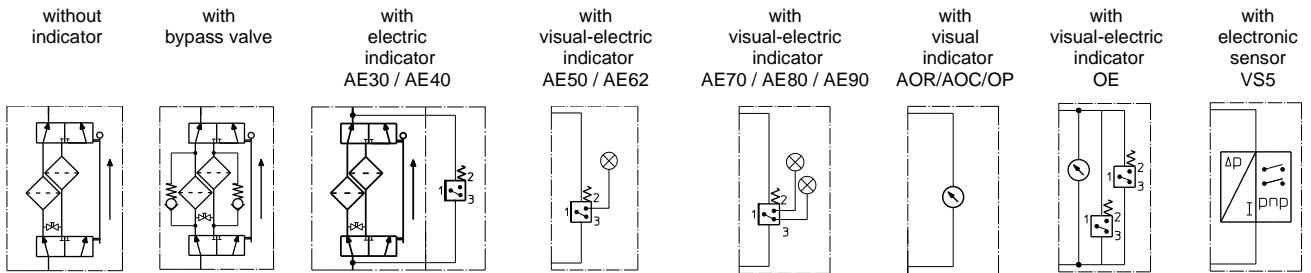 without
indicator
with
bypass valve
with
electric
indicator
AE30 / AE40
with
visual-electric
indicator
AE50 / AE62
with
visual-electric
indicator
AE70 / AE80 / AE90
with
visual
indicator
AOR/AOC/OP
with
visual-electric
indicator
OE
with
electronic
sensor
VS5
1
2
3
1
2
3
1
2
3
1
2
3
1
2
3
Δp
I
pnp